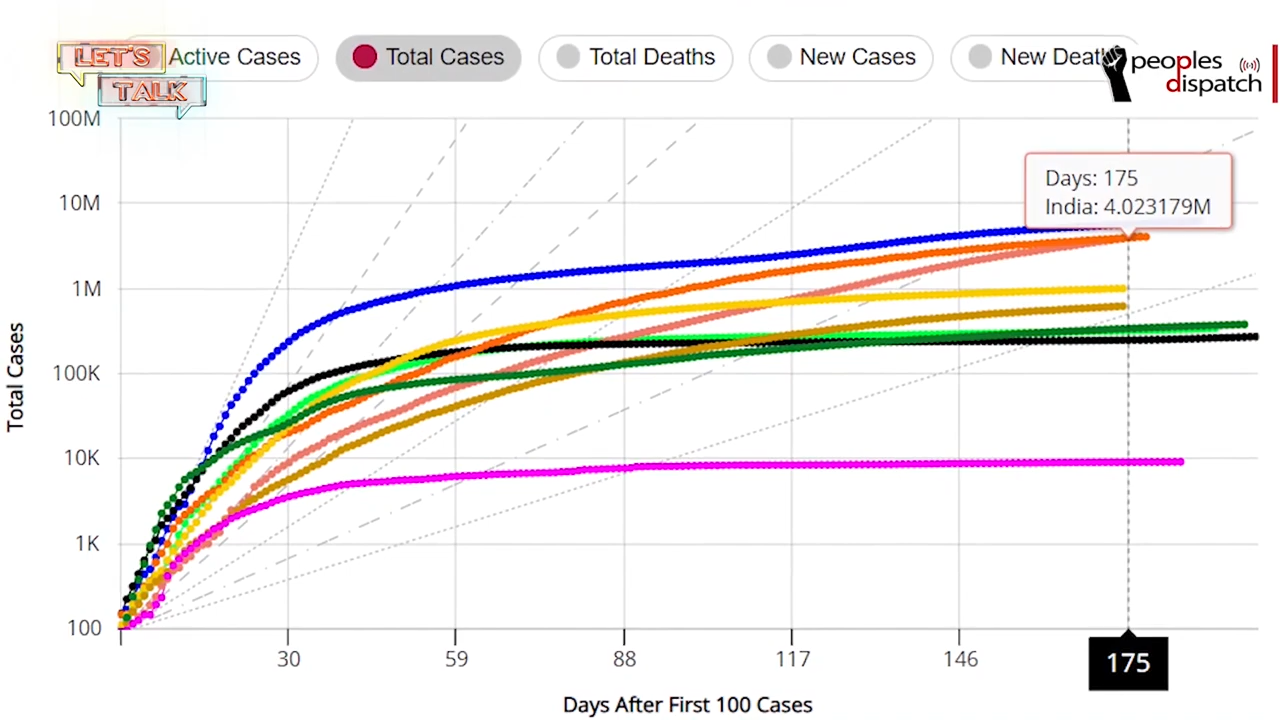 LET'S
TALK
Active Cases
Total Cases
Total Deaths
New Cases
New Deat
peoples
dispatch
100M
10M
1M
100K
10K
1K
100
Total Cases
Days: 175
India: 4.023179M
30
59
88
117
146
175
Days After First 100 Cases